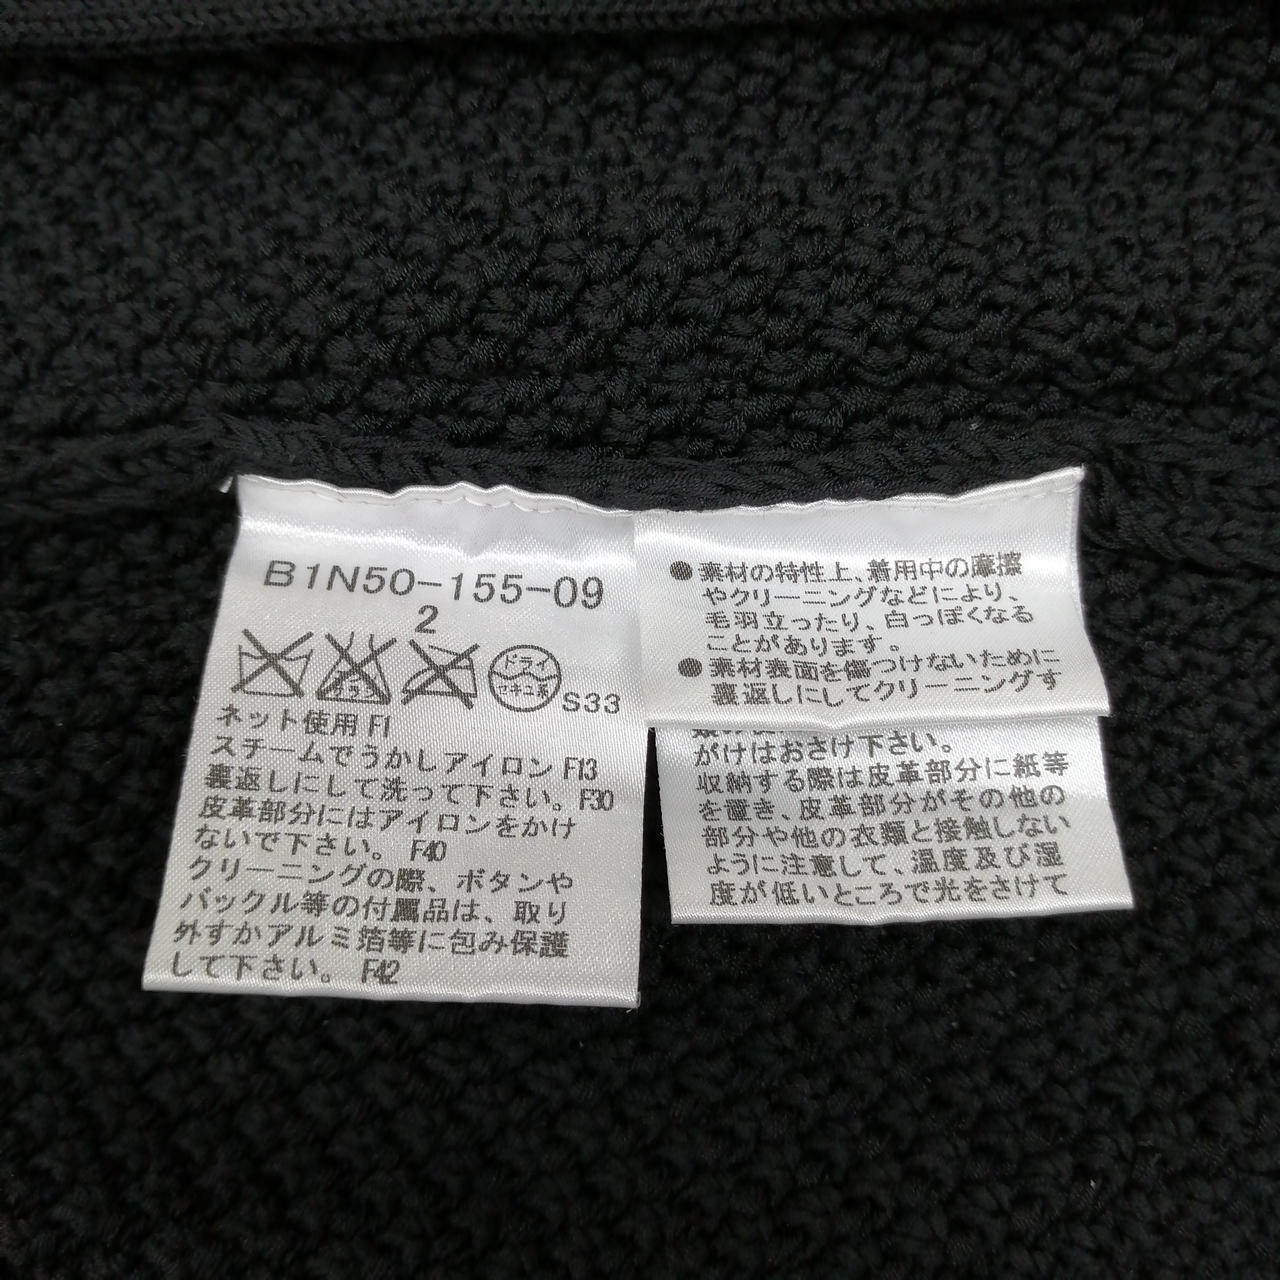 B1N50-155-09
2
ドライ
S33
ネット使用 F1
スチームでうかしアイロン F13
裏返しにして洗って下さい。F30
皮革部分にはアイロンをかけ
ないで下さい。 F40
クリーニングの際、ボタンや
バックル等の付属品は、取り
外すかアルミ箔等に包み保護
して下さい。 F42
●素材の特性上、着用中の摩擦
やクリーニングなどにより、
毛羽立ったり、白っぽくなる
ことがあります。
●素材表面を傷つけないために
裏返しにしてクリーニングす
がけはおさけ下さい。
収納する際は皮革部分に紙等
を置き、皮革部分がその他の
部分や他の衣類と接触しない
ように注意して、温度及び湿
度が低いところで光をさけて